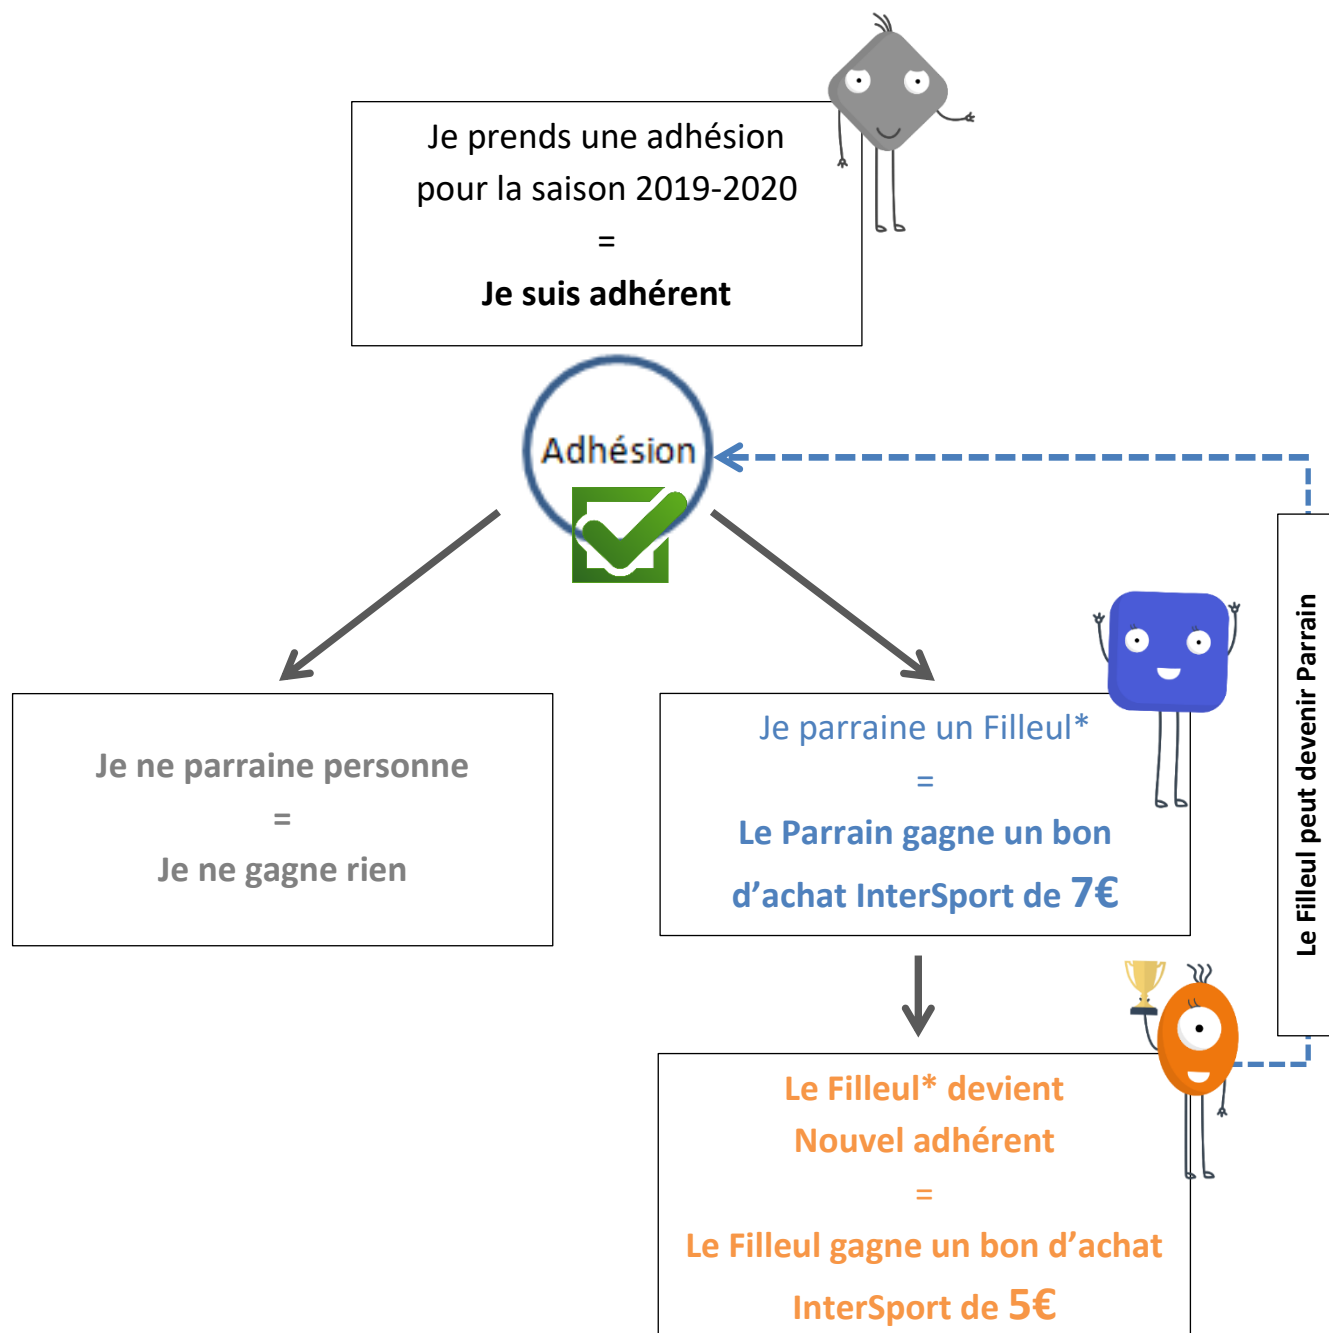 Je prends une adhésion
pour la saison 2019-2020
=
Je suis adhérent
Adhésion
Je ne parraine personne
=
Je ne gagne rien
Je parraine un Filleul*
=
Le Parrain gagne un bon
d’achat InterSport de 7€
Le Filleul peut devenir Parrain
Le Filleul* devient
Nouvel adhérent
=
Le Filleul gagne un bon d’achat
InterSport de 5€